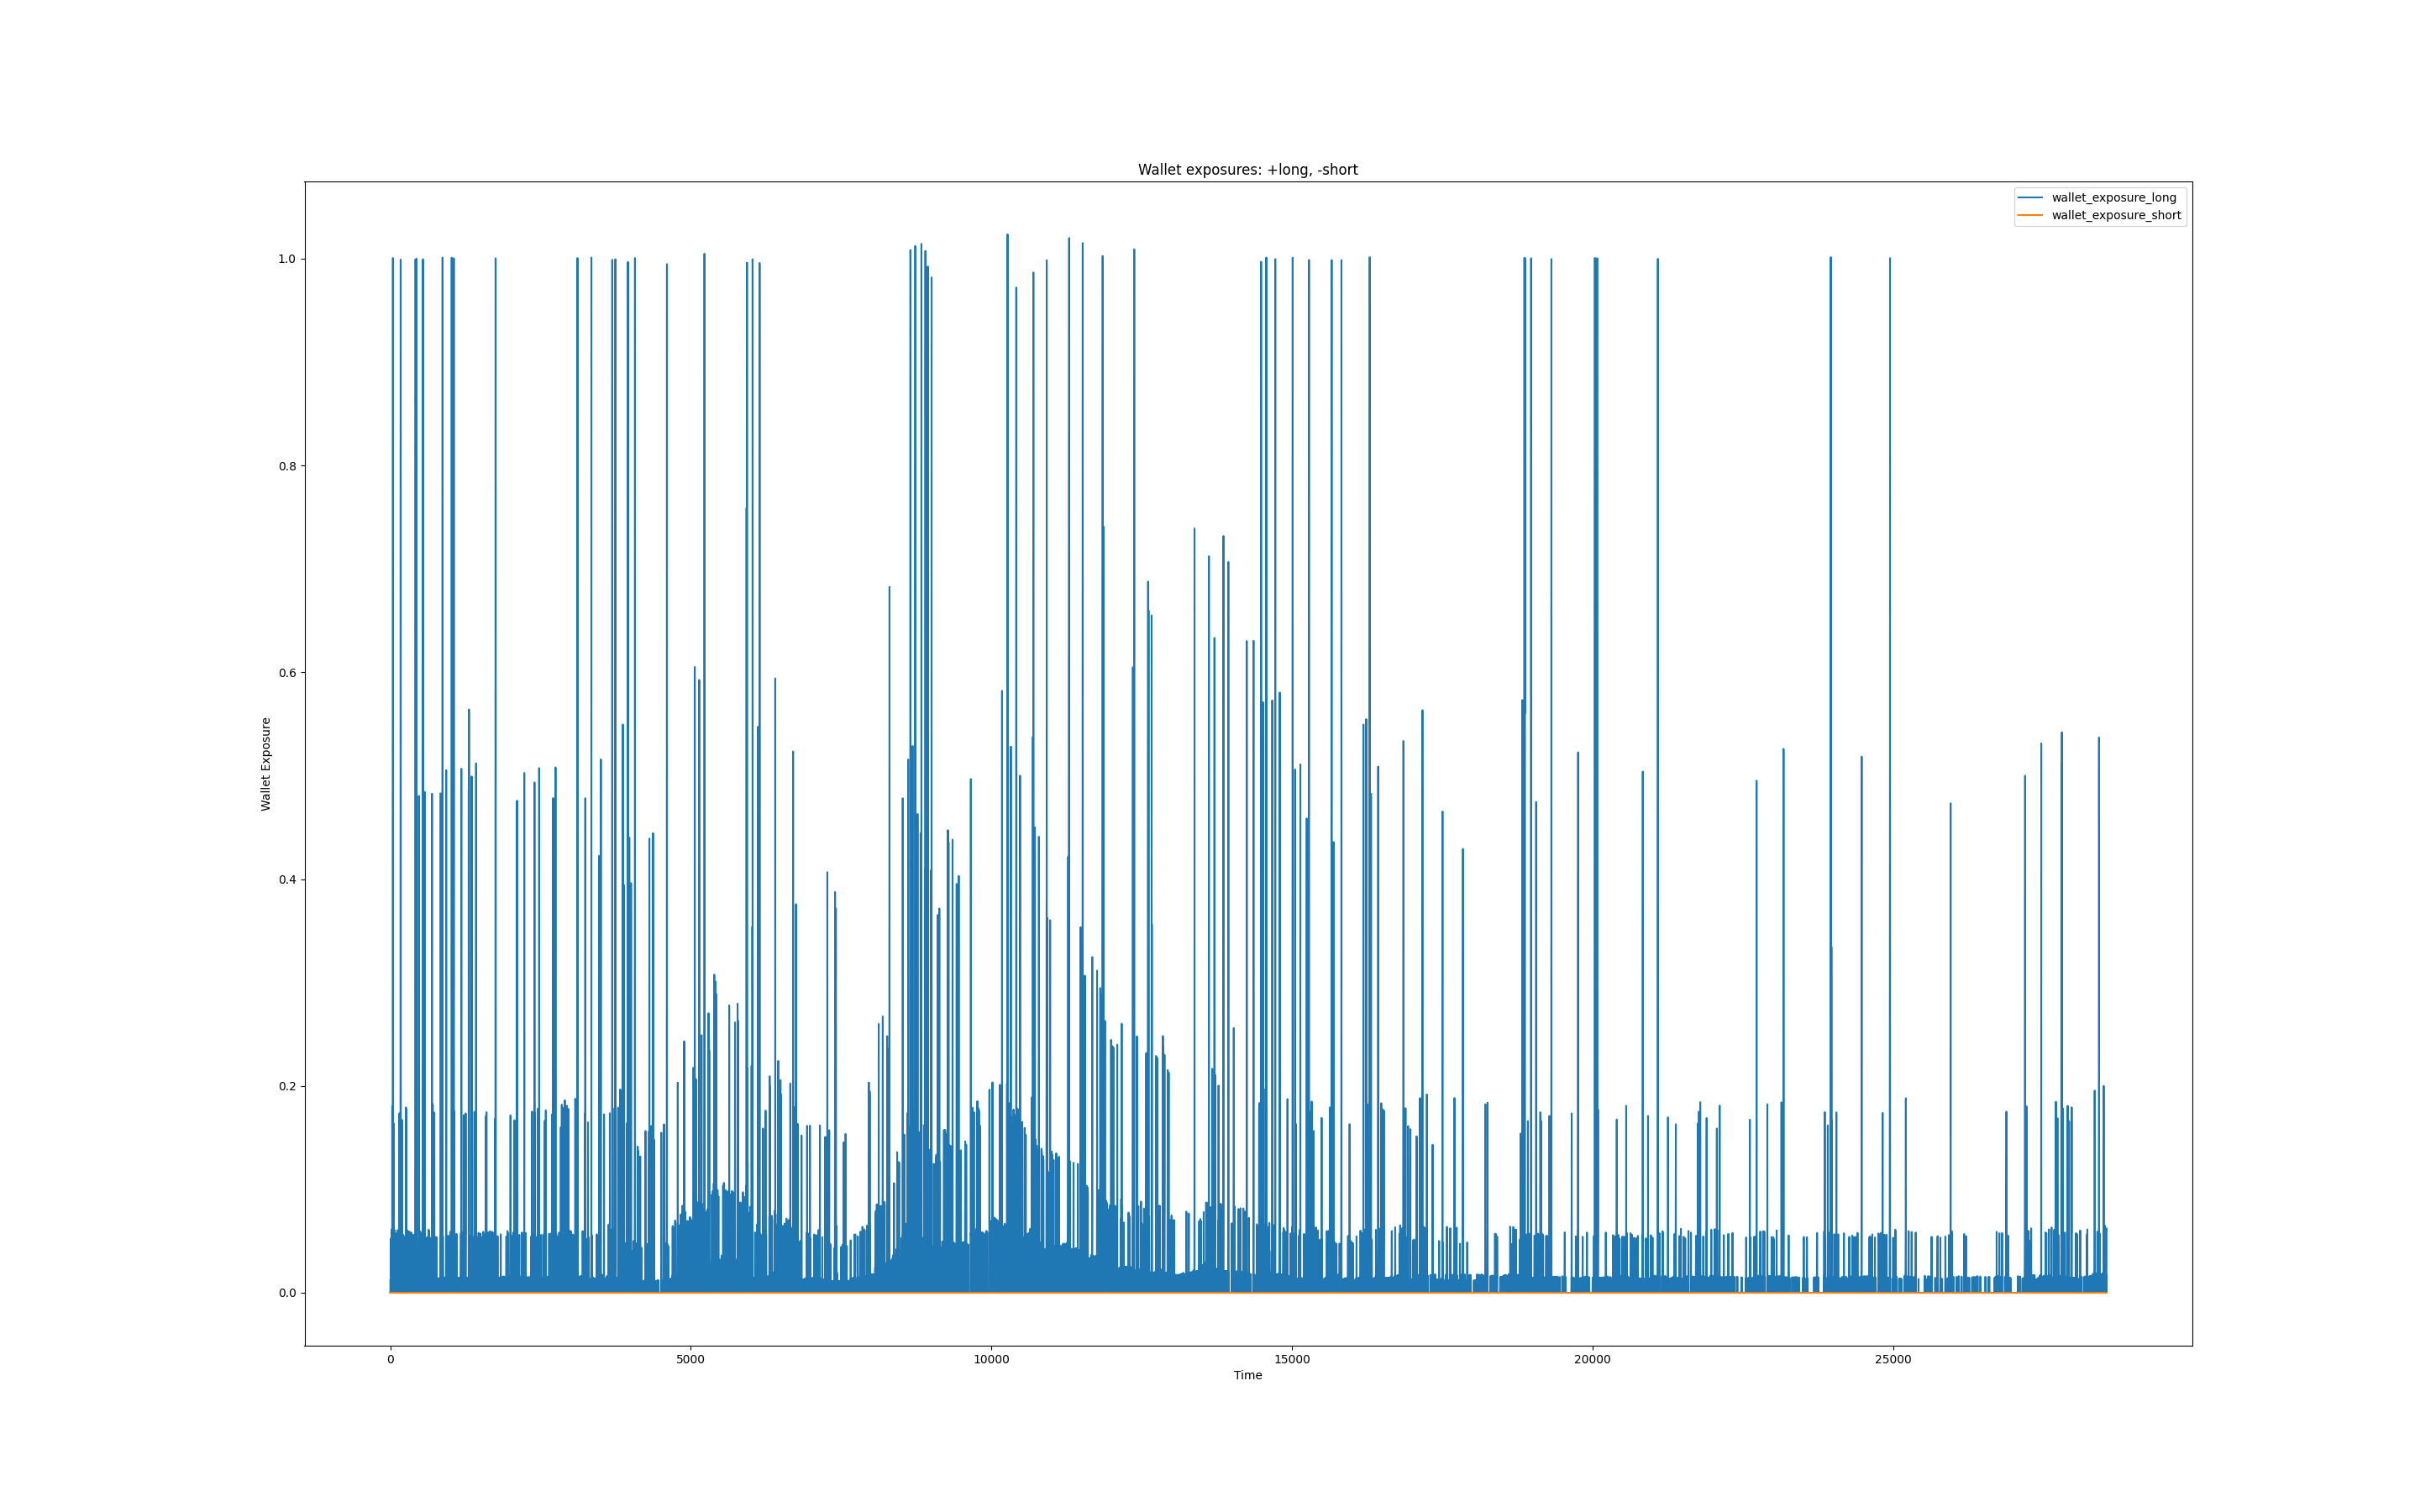 Wallet exposures: +long, -short
wallet_exposure_long
wallet_exposure_short
1.0
0.8
0.6
0.4
0.2
0.0
Wallet Exposure
0 5000 10000 15000 20000 25000
Time